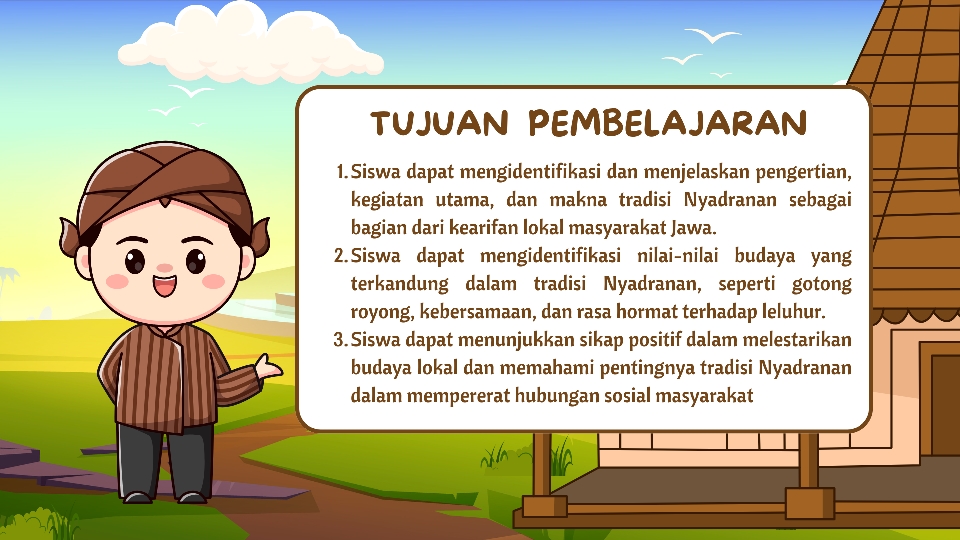 TUJUAN PEMBELAJARAN
1. Siswa dapat mengidentifikasi dan menjelaskan pengertian,
kegiatan utama, dan makna tradisi Nyadranan sebagai
bagian dari kearifan lokal masyarakat Jawa.
2. Siswa dapat mengidentifikasi nilai-nilai budaya yang
terkandung dalam tradisi Nyadranan, seperti gotong
royong, kebersamaan, dan rasa hormat terhadap leluhur.
3. Siswa dapat menunjukkan sikap positif dalam melestarikan
budaya lokal dan memahami pentingnya tradisi Nyadranan
dalam mempererat hubungan sosial masyarakat